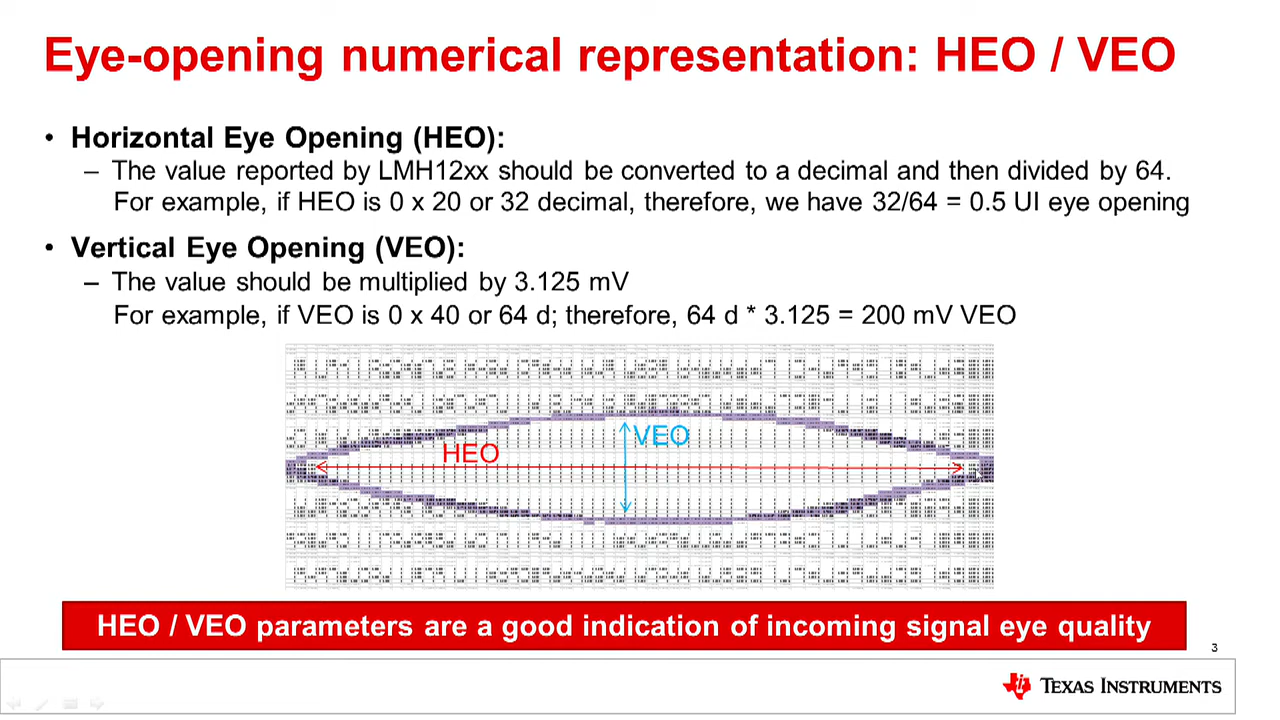 Eye-opening numerical representation: HEO / VEO
• Horizontal Eye Opening (HEO):
– The value reported by LMH12xx should be converted to a decimal and then divided by 64.
For example, if HEO is 0 x 20 or 32 decimal, therefore, we have 32/64 = 0.5 UI eye opening
• Vertical Eye Opening (VEO):
– The value should be multiplied by 3.125 mV
For example, if VEO is 0 x 40 or 64 d; therefore, 64 d * 3.125 = 200 mV VEO
VEO
HEO
HEO / VEO parameters are a good indication of incoming signal eye quality
3
TEXAS INSTRUMENTS